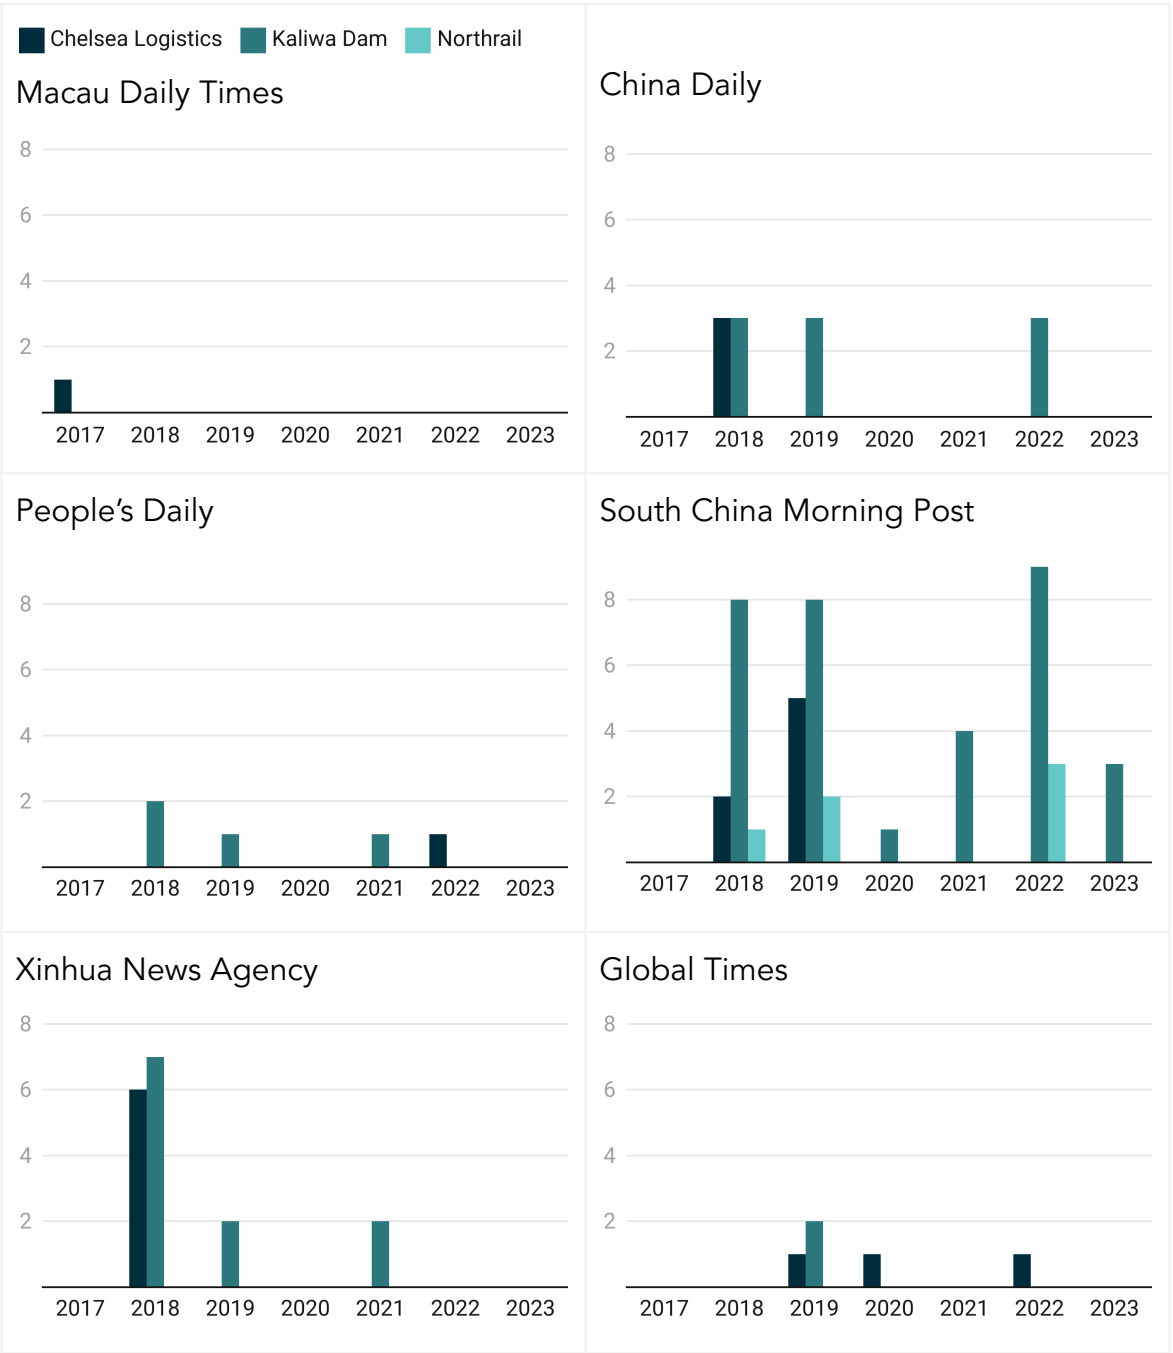 Chelsea Logistics Kaliwa Dam Northrail
Macau Daily Times
8
6
4
2
2017 2018 2019 2020 2021 2022 2023
China Daily
8
6
4
2
2017 2018 2019 2020 2021 2022 2023
People’s Daily
8
6
4
2
2017 2018 2019 2020 2021 2022 2023
South China Morning Post
8
6
4
2
2017 2018 2019 2020 2021 2022 2023
Xinhua News Agency
8
6
4
2
2017 2018 2019 2020 2021 2022 2023
Global Times
8
6
4
2
2017 2018 2019 2020 2021 2022 2023